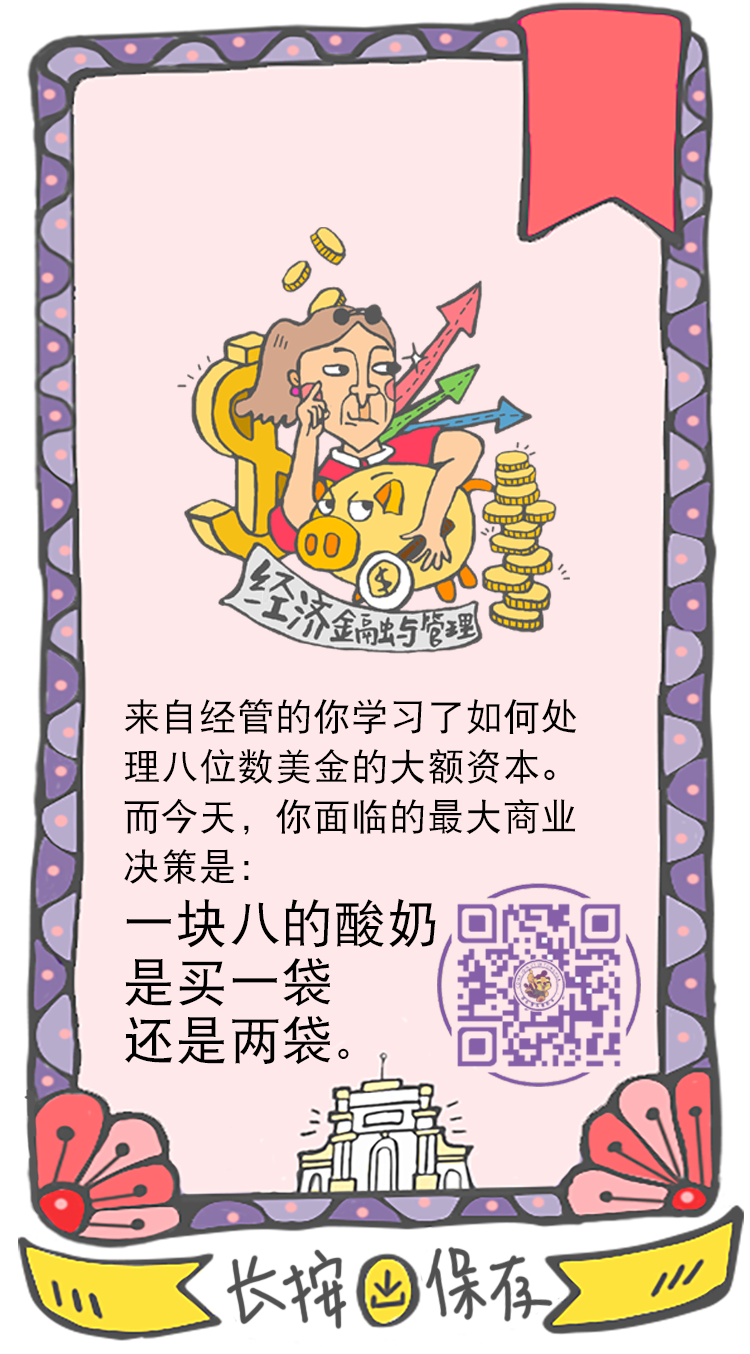 经济金融与管理
来自经管的你学习了如何处
理八位数美金的大额资本。
而今天，你面临的最大商业
决策是：
一块八的酸奶
是买一袋
还是两袋。
长按保存